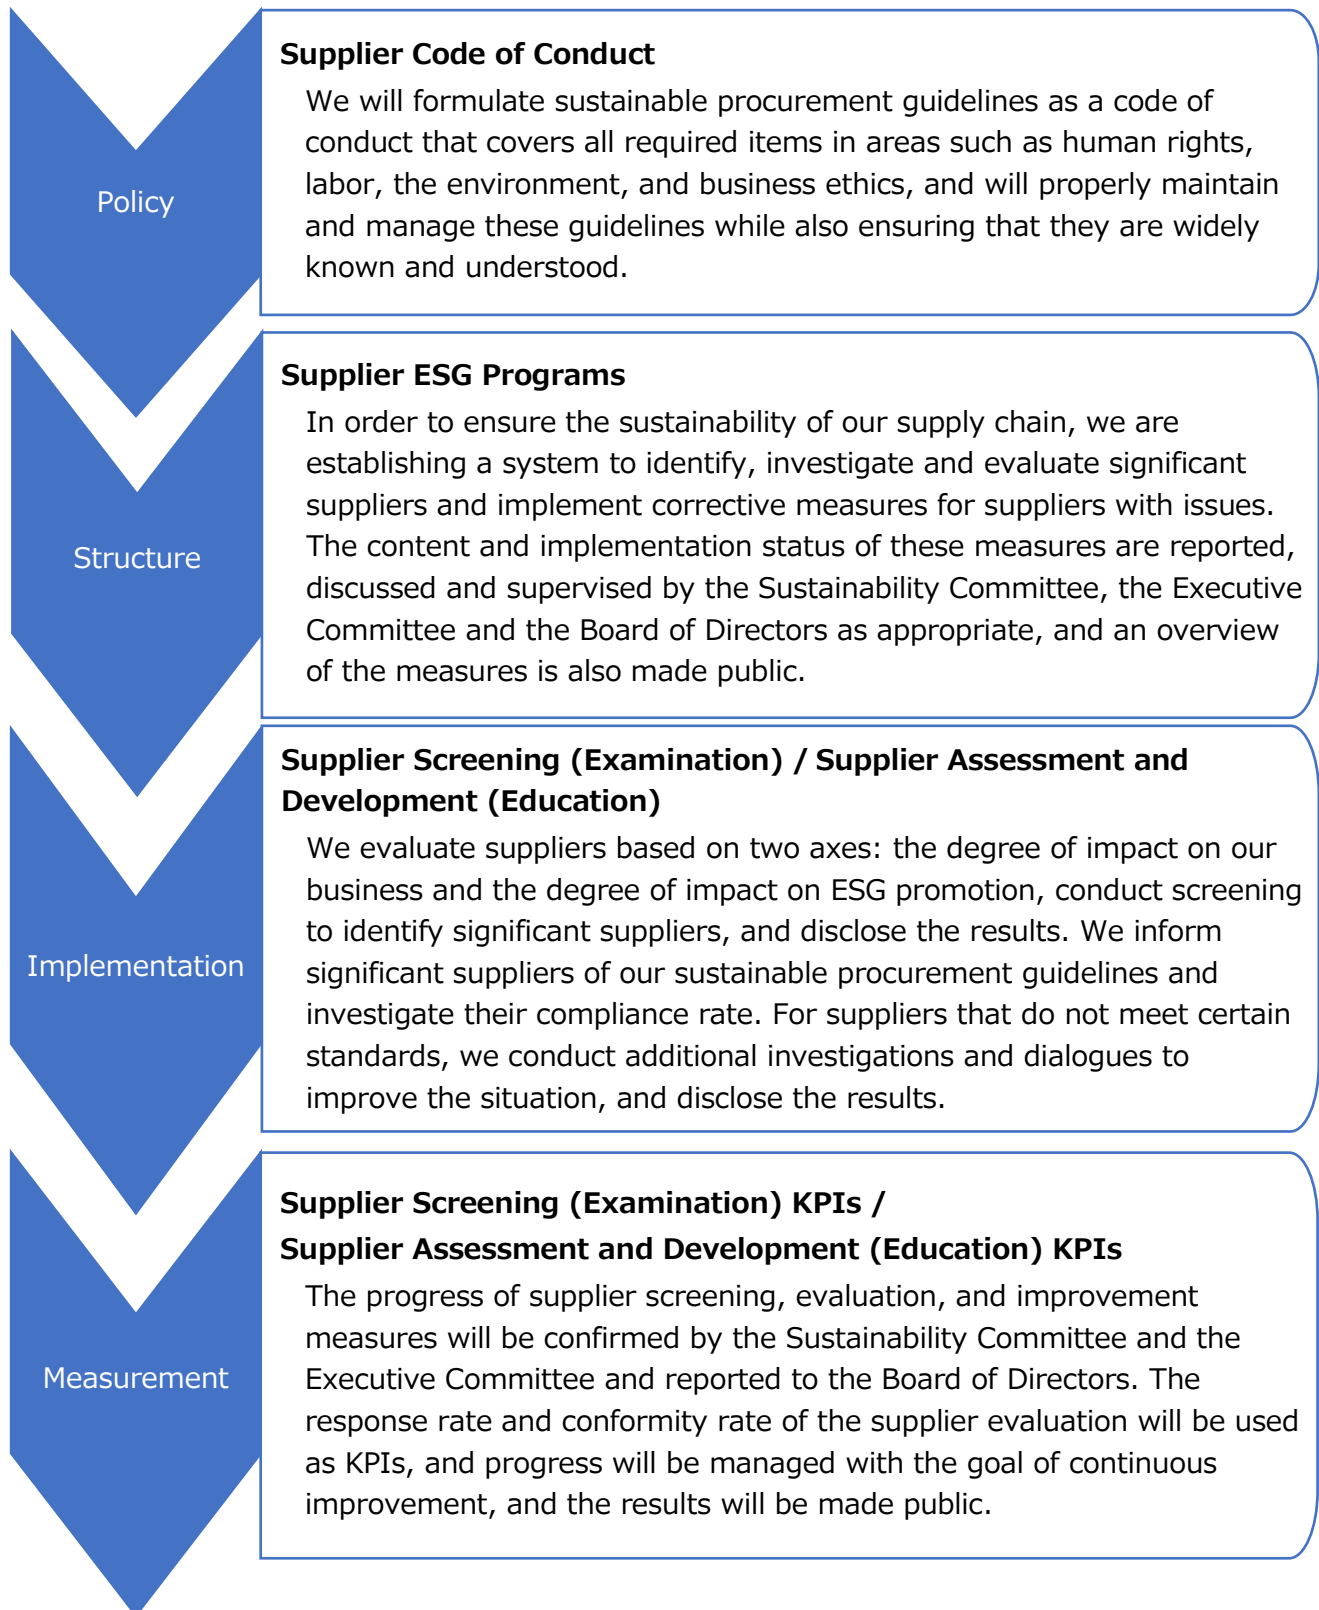 Policy
Supplier Code of Conduct
We will formulate sustainable procurement guidelines as a code of
conduct that covers all required items in areas such as human rights,
labor, the environment, and business ethics, and will properly maintain
and manage these guidelines while also ensuring that they are widely
known and understood.
Structure
Supplier ESG Programs
In order to ensure the sustainability of our supply chain, we are
establishing a system to identify, investigate and evaluate significant
suppliers and implement corrective measures for suppliers with issues.
The content and implementation status of these measures are reported,
discussed and supervised by the Sustainability Committee, the Executive
Committee and the Board of Directors as appropriate, and an overview
of the measures is also made public.
Implementation
Supplier Screening (Examination) / Supplier Assessment and
Development (Education)
We evaluate suppliers based on two axes: the degree of impact on our
business and the degree of impact on ESG promotion, conduct screening
to identify significant suppliers, and disclose the results. We inform
significant suppliers of our sustainable procurement guidelines and
investigate their compliance rate. For suppliers that do not meet certain
standards, we conduct additional investigations and dialogues to
improve the situation, and disclose the results.
Measurement
Supplier Screening (Examination) KPIs /
Supplier Assessment and Development (Education) KPIs
The progress of supplier screening, evaluation, and improvement
measures will be confirmed by the Sustainability Committee and the
Executive Committee and reported to the Board of Directors. The
response rate and conformity rate of the supplier evaluation will be used
as KPIs, and progress will be managed with the goal of continuous
improvement, and the results will be made public.